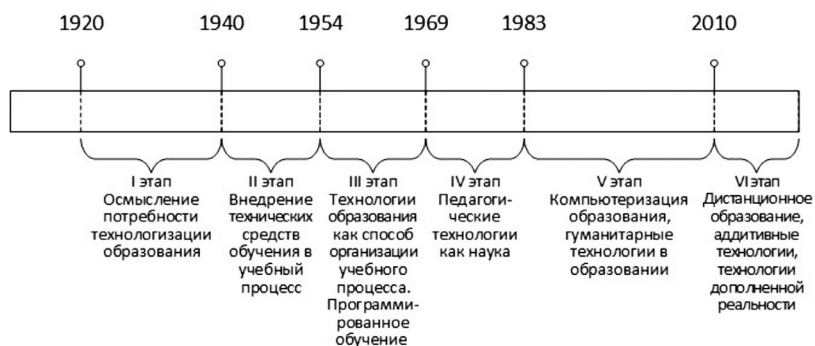 1920 1940 1954 1969 1983 2010
I этап
Осмысление
потребности
технологизации
образования
II этап
Внедрение
технических
средств
обучения в
учебный
процесс
III этап
Технологии
образования
как способ
организации
учебного
процесса.
Программи-
рованное
обучение
IV этап
Педагоги-
ческие
технологии
как наука
V этап
Компьютеризация
образования,
гуманитарные
технологии в
образовании
VI этап
Дистанционное
образование,
аддитивные
технологии,
технологии
дополненной
реальности